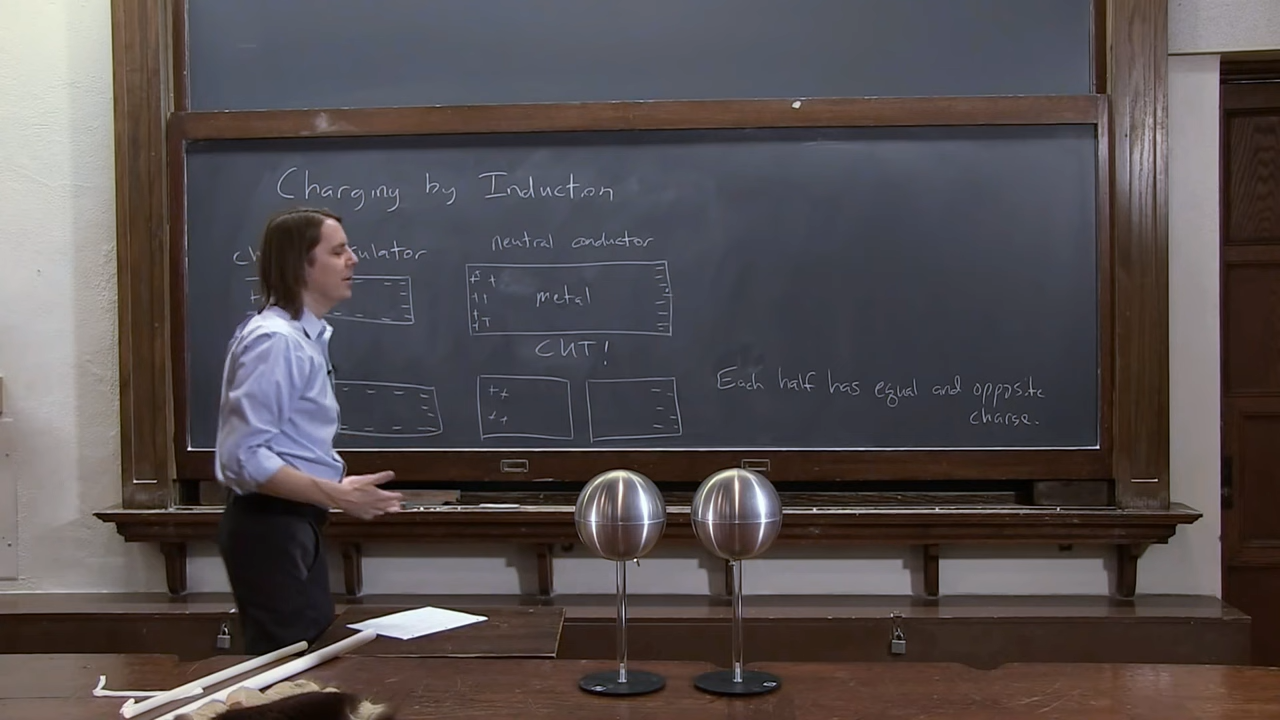 Charging by Induction
neutral conductor
metal
CUT!
Each half has equal and opposite
charge.